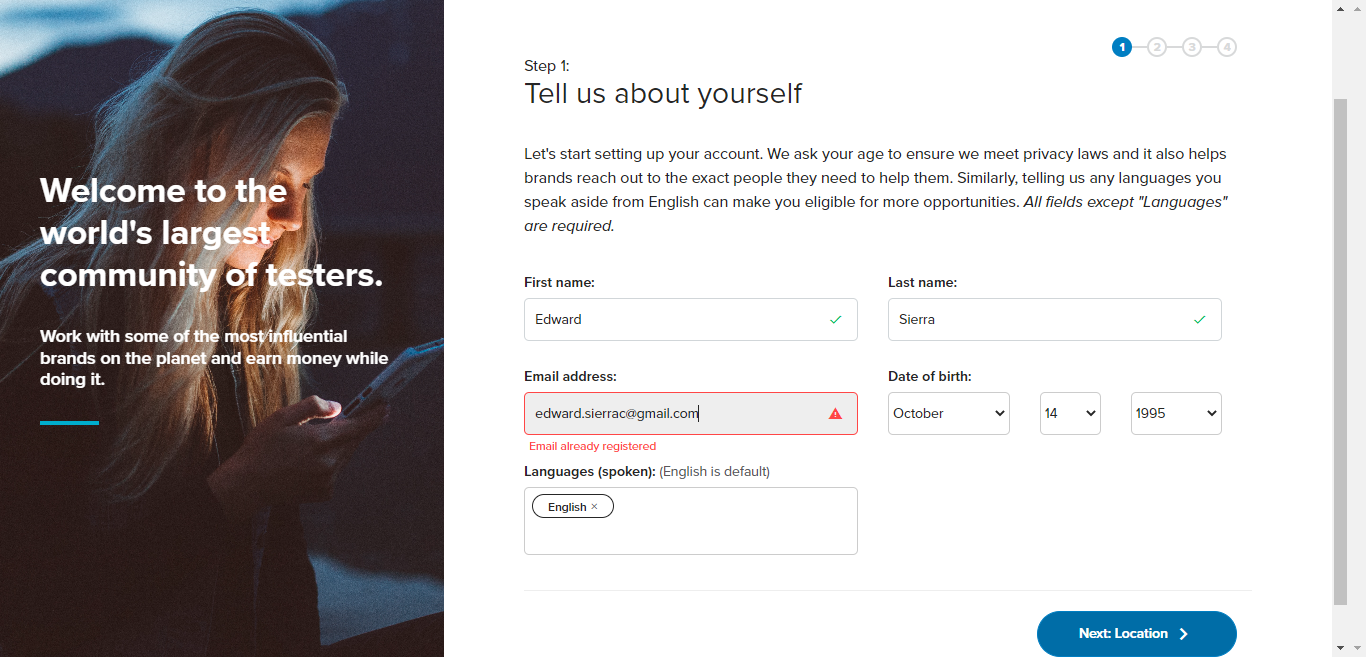 Welcome to the
world's largest
community of testers.
Work with some of the most influential
brands on the planet and earn money while
doing it.
1 2 3 4
Step 1:
Tell us about yourself
Let's start setting up your account. We ask your age to ensure we meet privacy laws and it also helps
brands reach out to the exact people they need to help them. Similarly, telling us any languages you
speak aside from English can make you eligible for more opportunities. All fields except "Languages"
are required.
First name:
Last name:
Edward
Sierra
Email address:
Date of birth:
edward.sierrac@gmail.com
October
14
1995
Email already registered
Languages (spoken): (English is default)
English ×
Next: Location